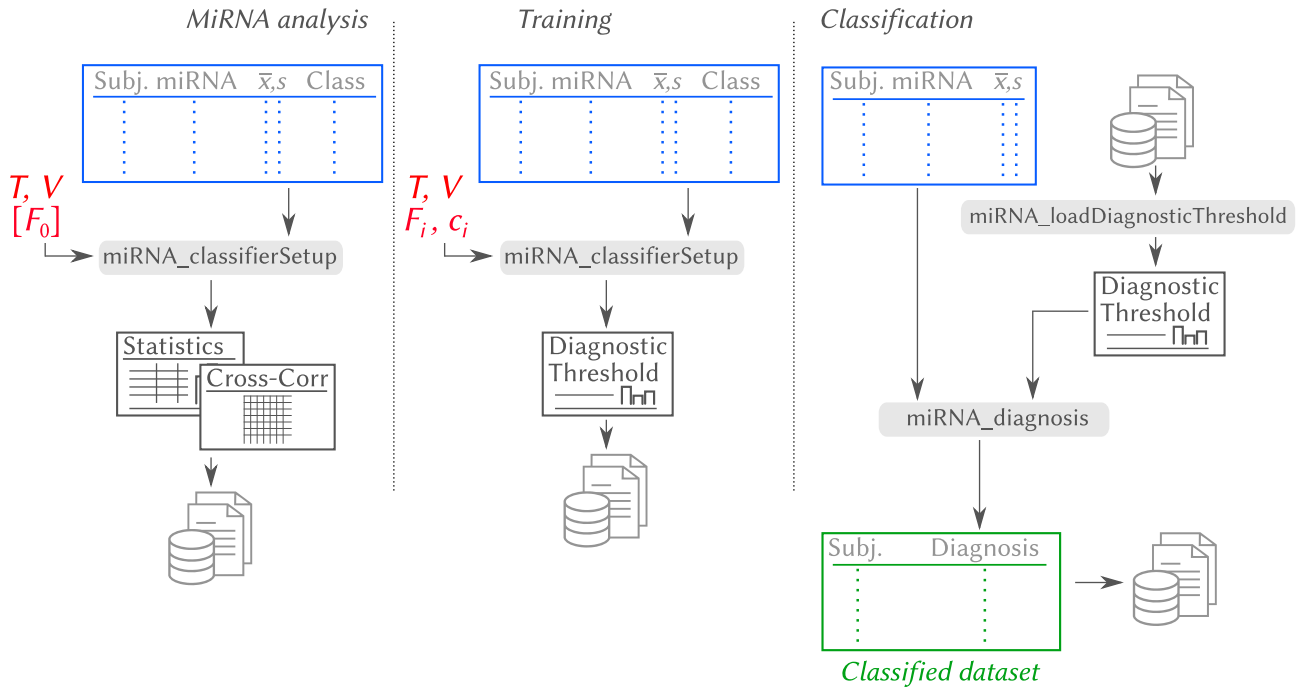 MiRNA analysis
Subj. miRNA x̅,s Class
T, V
[F₀]
miRNA_classifierSetup
Statistics
Cross-Corr
Training
Subj. miRNA x̅,s Class
T, V
Fᵢ, cᵢ
miRNA_classifierSetup
Diagnostic
Threshold
Classification
Subj. miRNA x̅,s
miRNA_loadDiagnosticThreshold
Diagnostic
Threshold
miRNA_diagnosis
Subj. Diagnosis
Classified dataset